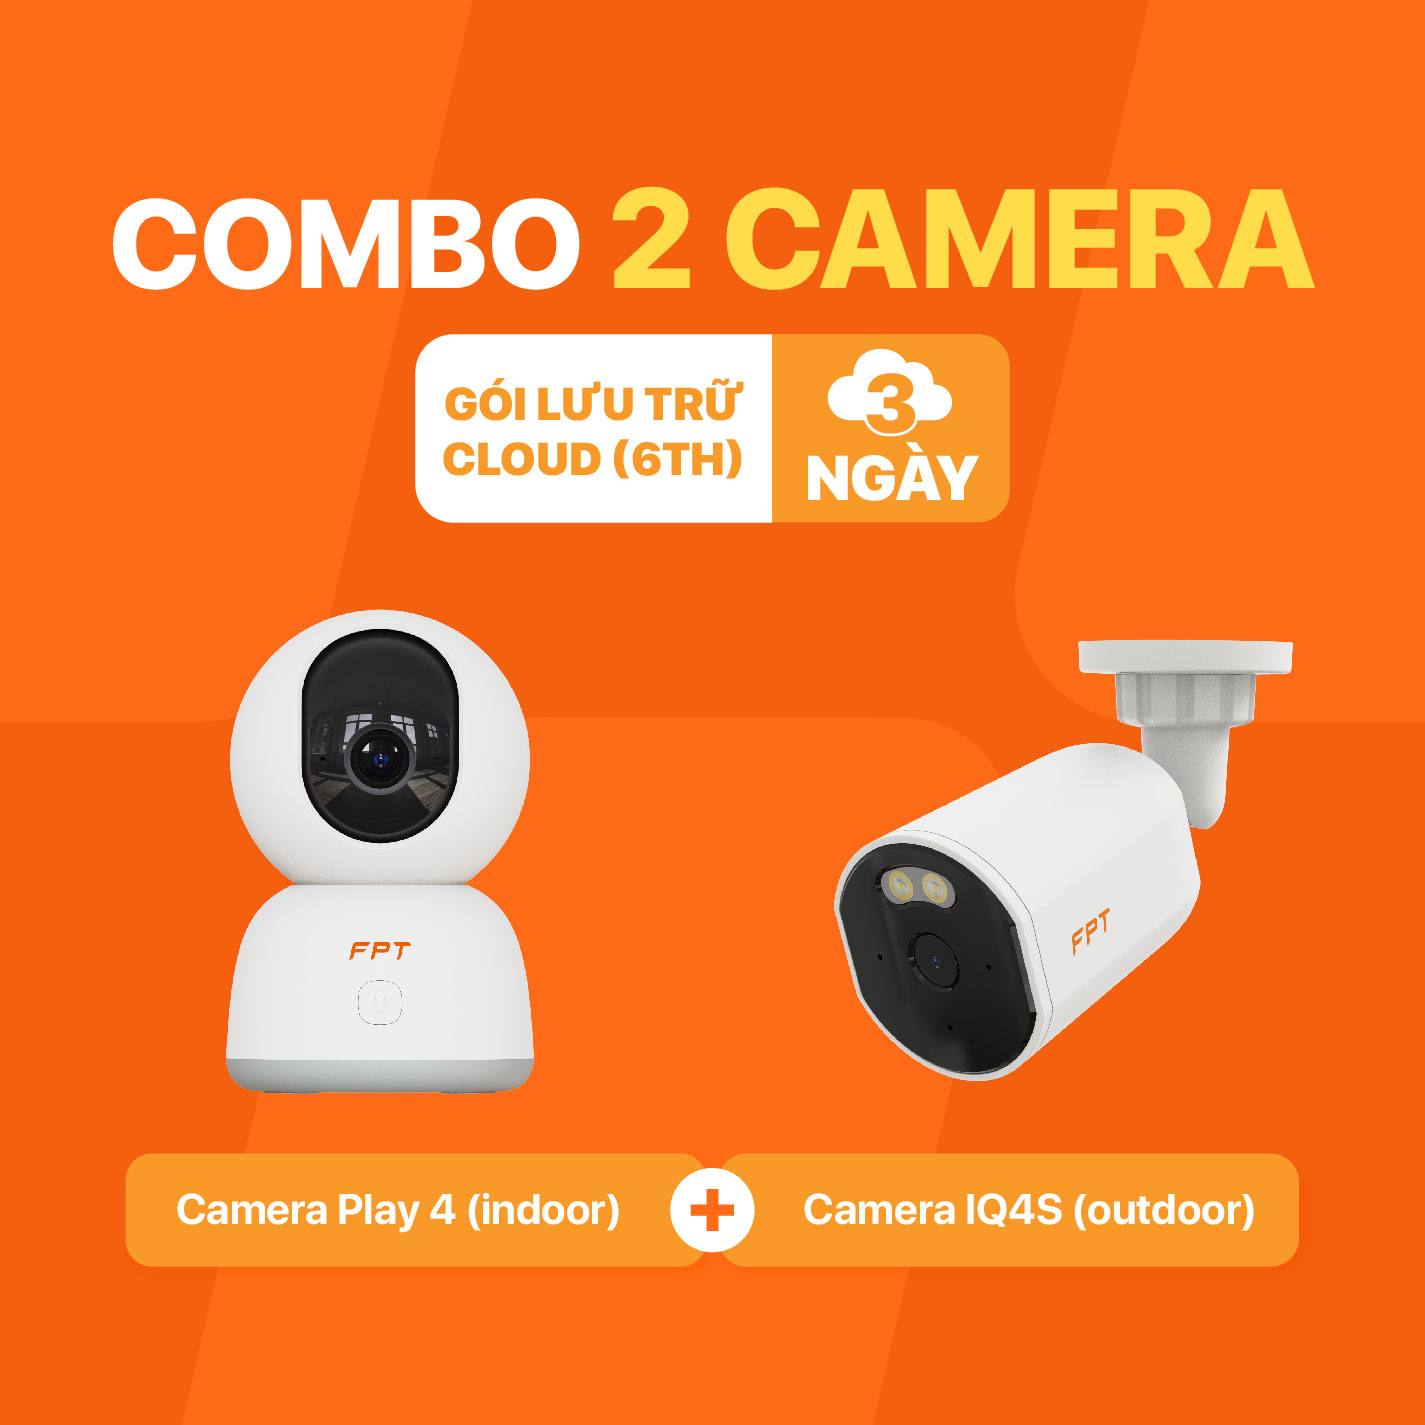 COMBO 2 CAMERA
GÓI LƯU TRỮ
CLOUD (6TH)
3
NGÀY
FPT
FPT
Camera Play 4 (indoor) + Camera IQ4S (outdoor)